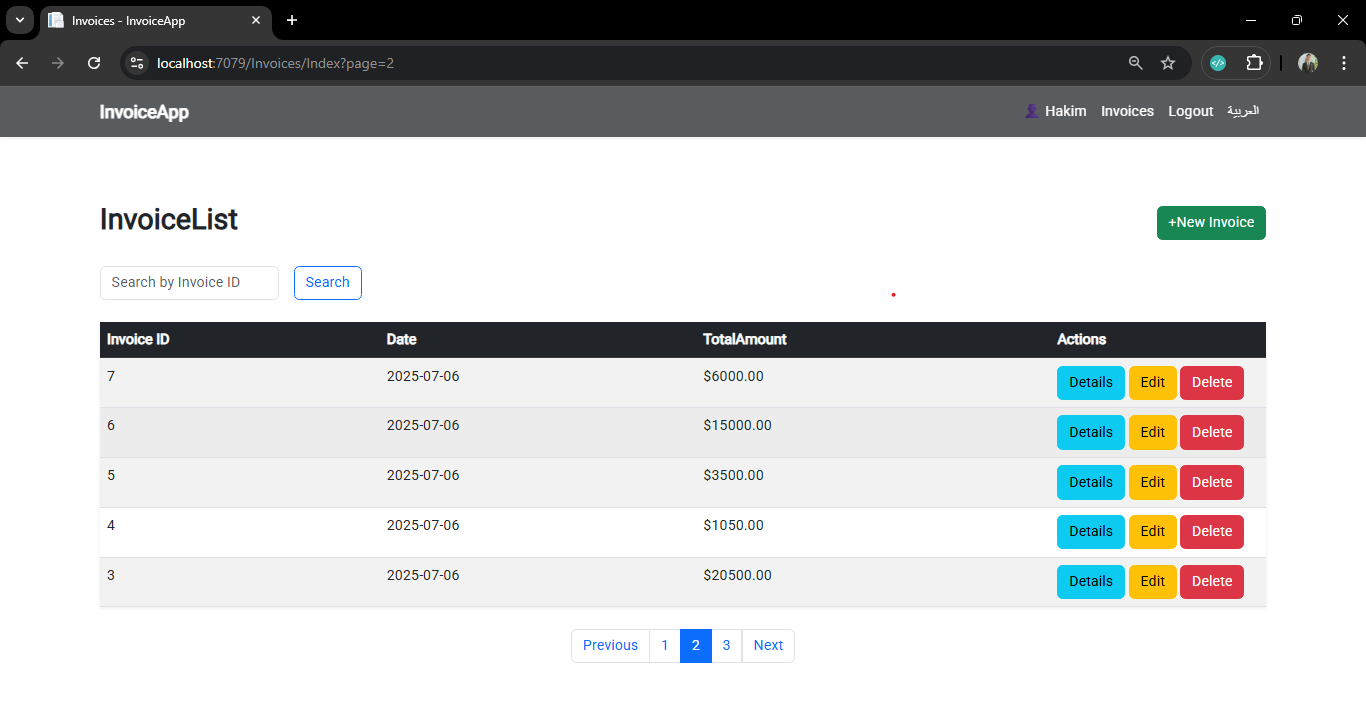 Invoices - InvoiceApp
localhost:7079/Invoices/Index?page=2
InvoiceApp
Hakim Invoices Logout العربية
InvoiceList
+New Invoice
Search by Invoice ID Search
Invoice ID Date TotalAmount Actions
7 2025-07-06 $6000.00 Details Edit Delete
6 2025-07-06 $15000.00 Details Edit Delete
5 2025-07-06 $3500.00 Details Edit Delete
4 2025-07-06 $1050.00 Details Edit Delete
3 2025-07-06 $20500.00 Details Edit Delete
Previous 1 2 3 Next